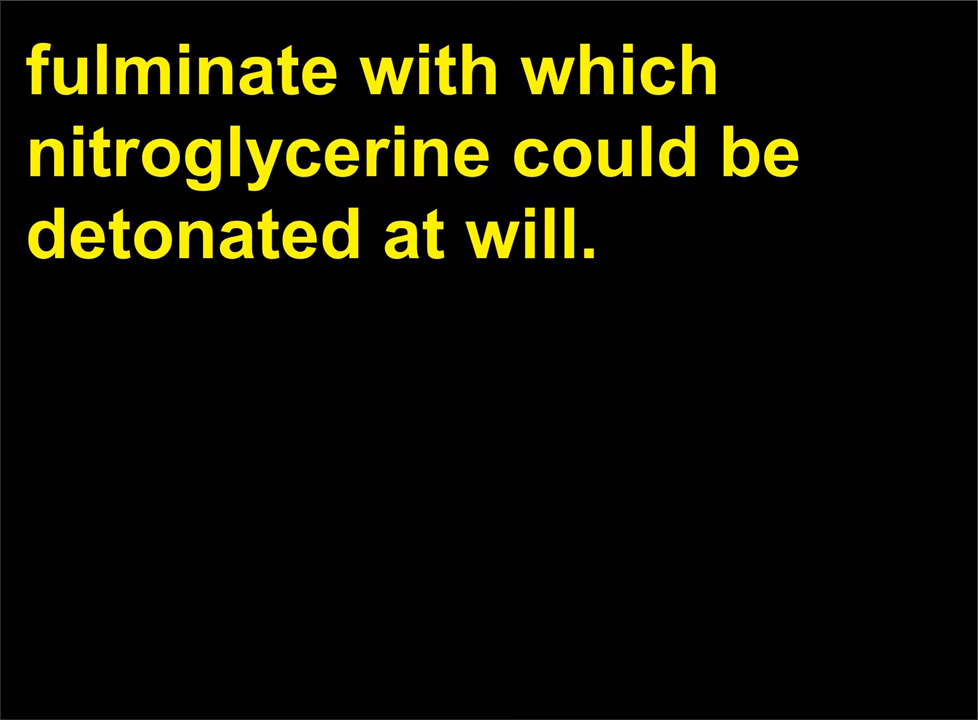 fulminate with which
nitroglycerine could be
detonated at will.